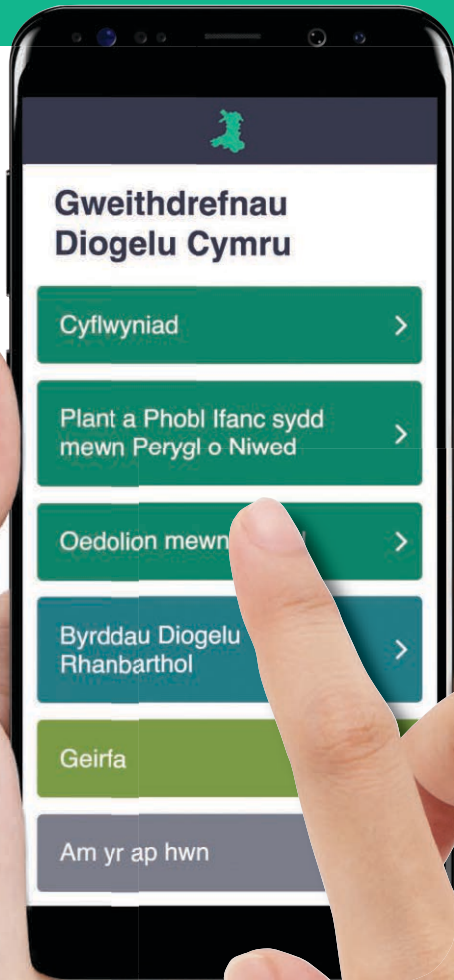 Gweithdrefnau
Diogelu Cymru
Cyflwyniad
Plant a Phobl Ifanc sydd
mewn Perygl o Niwed
Oedolion mewn
Byrddau Diogelu
Rhanbarthol
Geirfa
Am yr ap hwn